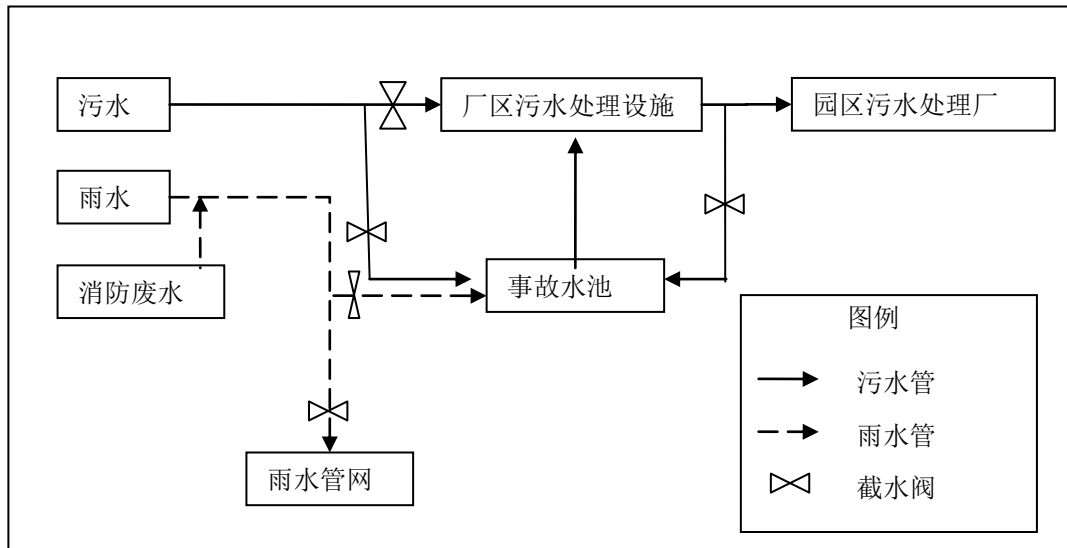 污水
厂区污水处理设施
园区污水处理厂
雨水
消防废水
事故水池
雨水管网
图例
污水管
雨水管
截水阀